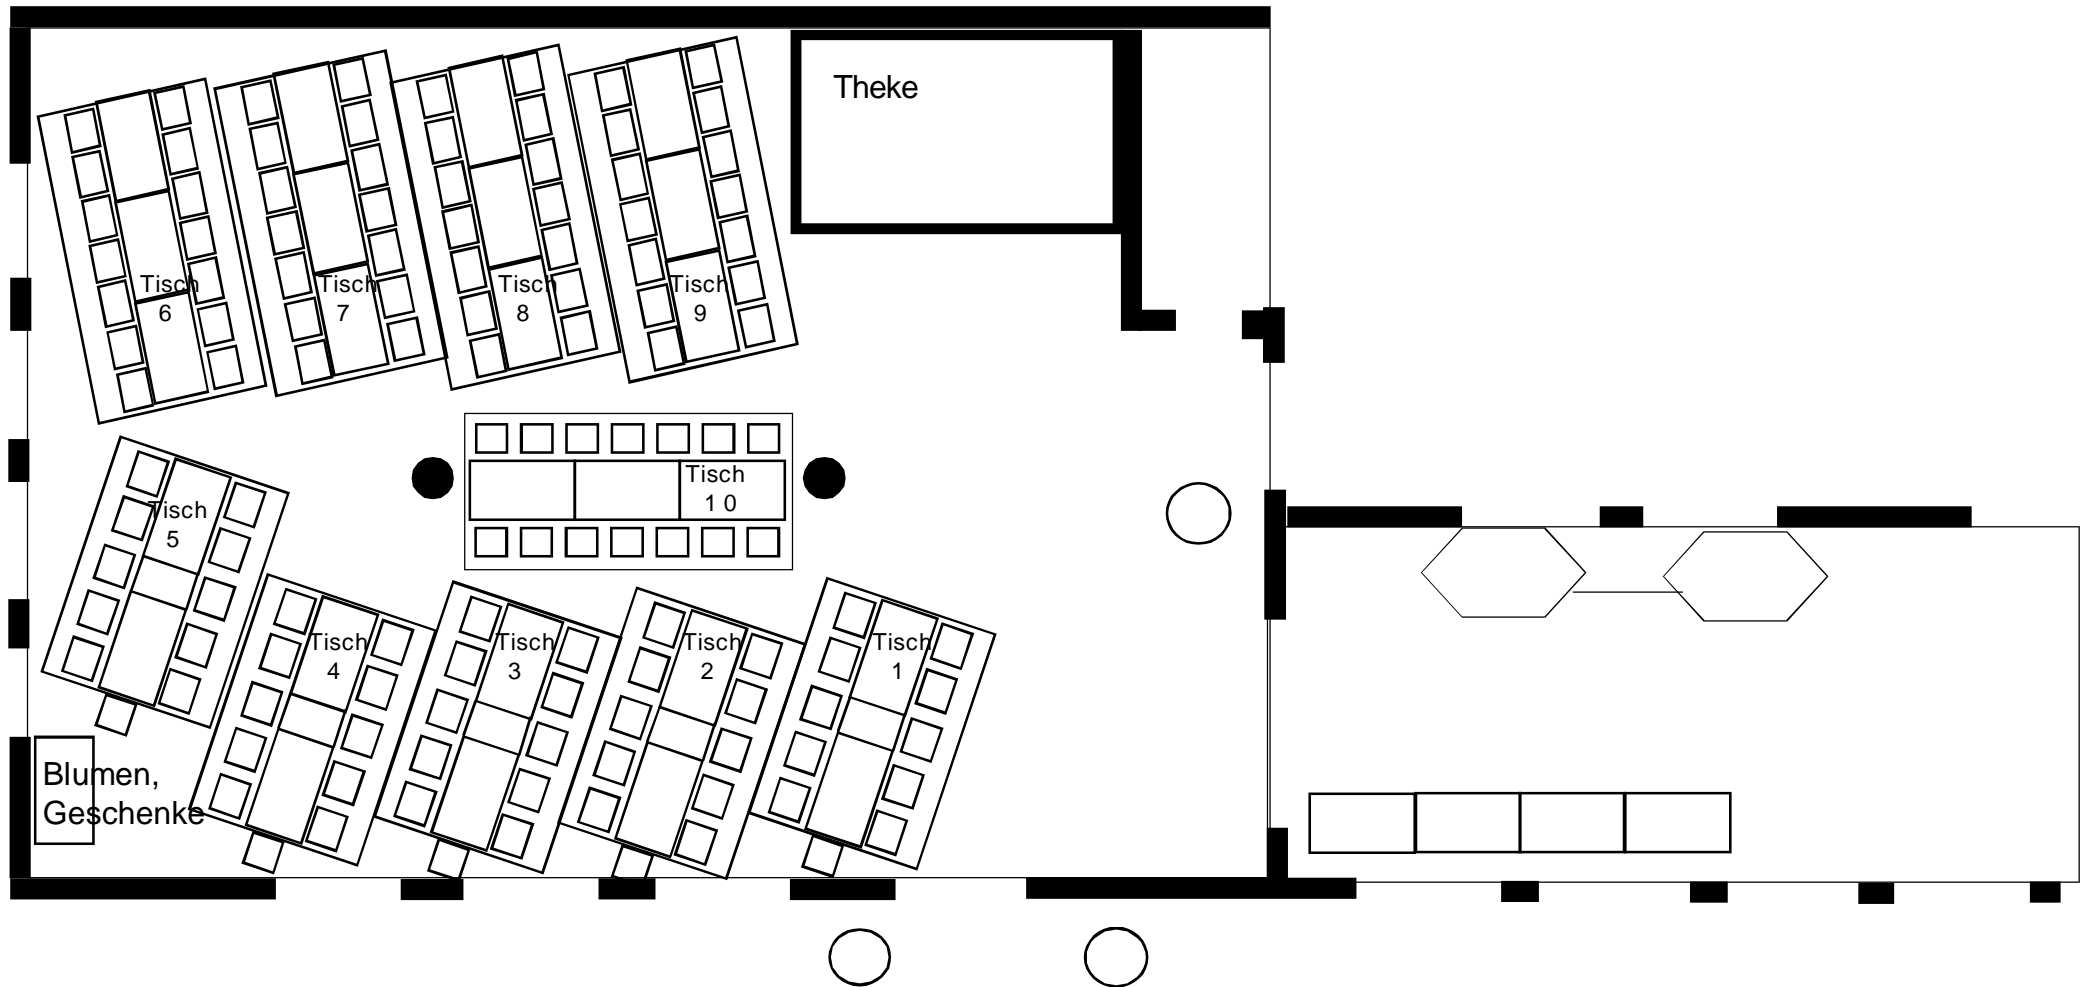 Theke
Tisch
6
Tisch
7
Tisch
8
Tisch
9
Tisch
1 0
Tisch
5
Tisch
4
Tisch
3
Tisch
2
Tisch
1
Blumen,
Geschenke